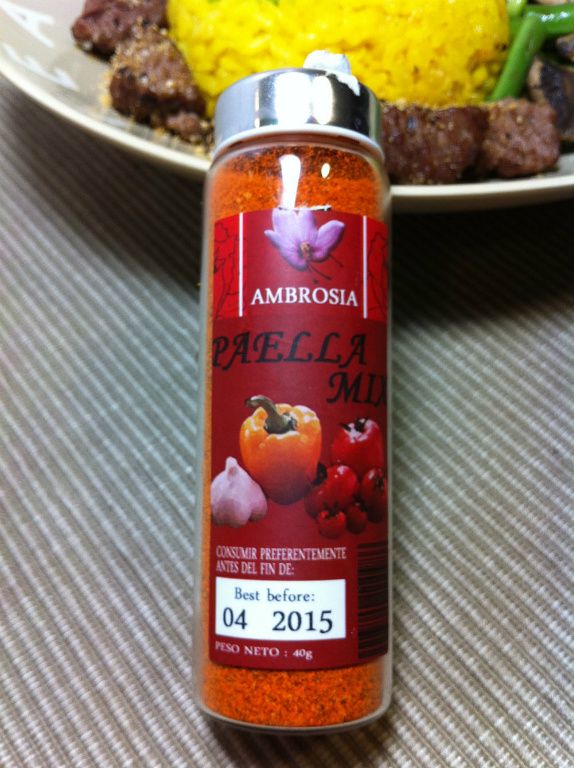 AMBROSIA
PAELLA
MIX
CONSUMIR PREFERENTEMENTE
ANTES DEL FIN DE:
Best before:
04 2015
PESO NETO : 40g